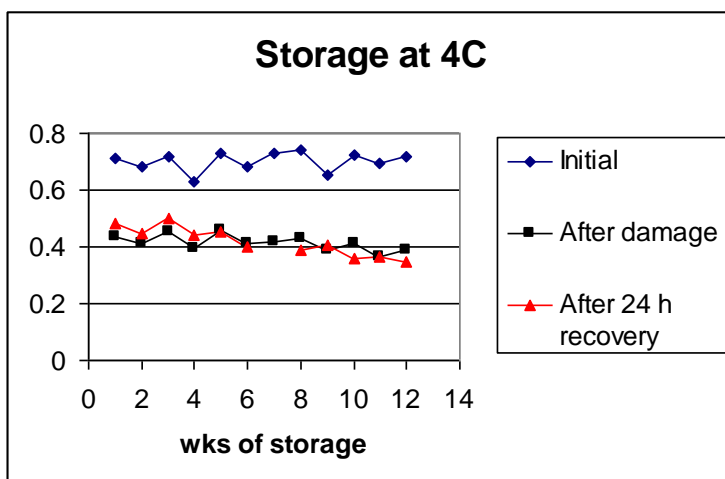 Storage at 4C
0.8
0.6
0.4
0.2
0
0 2 4 6 8 10 12 14
wks of storage
Initial
After damage
After 24 h
recovery